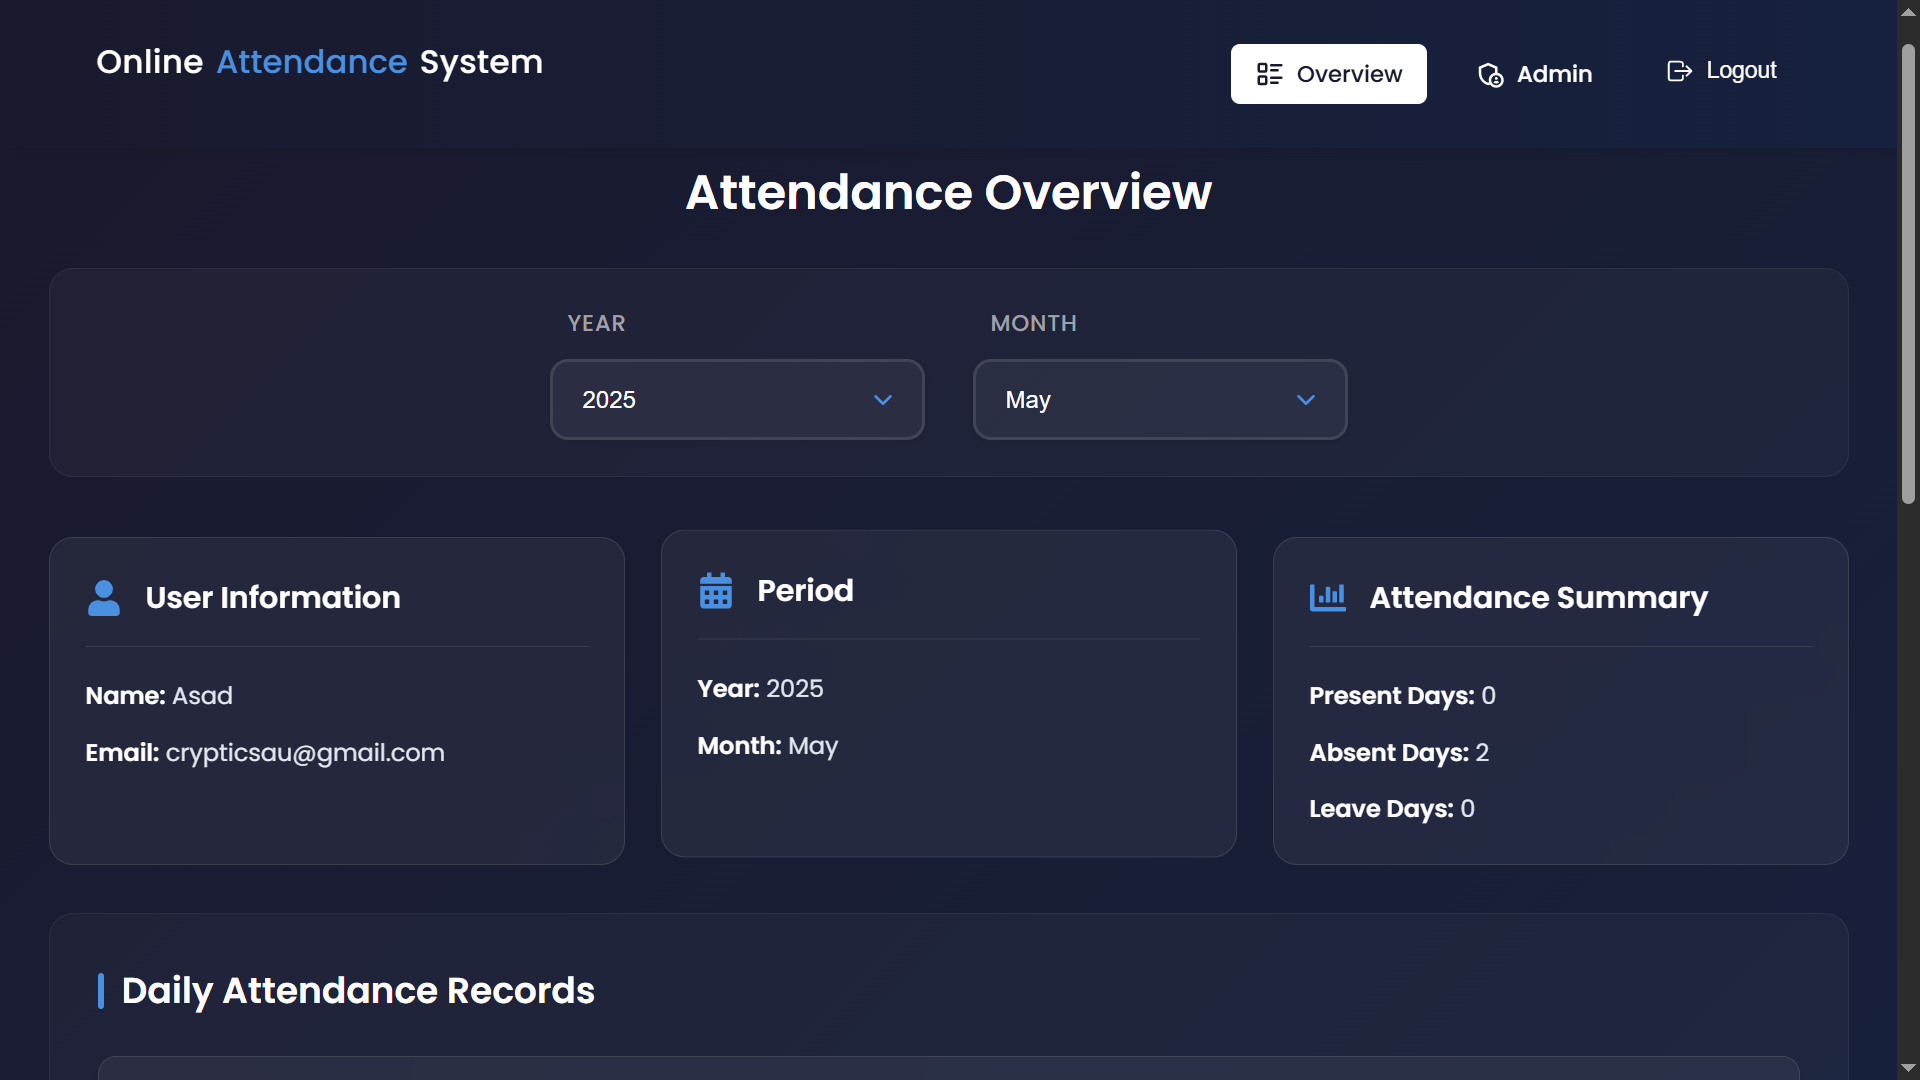 Online Attendance System
Overview
Admin
Logout
Attendance Overview
YEAR
MONTH
2025
May
User Information
Name: Asad
Email: crypticsau@gmail.com
Period
Year: 2025
Month: May
Attendance Summary
Present Days: 0
Absent Days: 2
Leave Days: 0
Daily Attendance Records